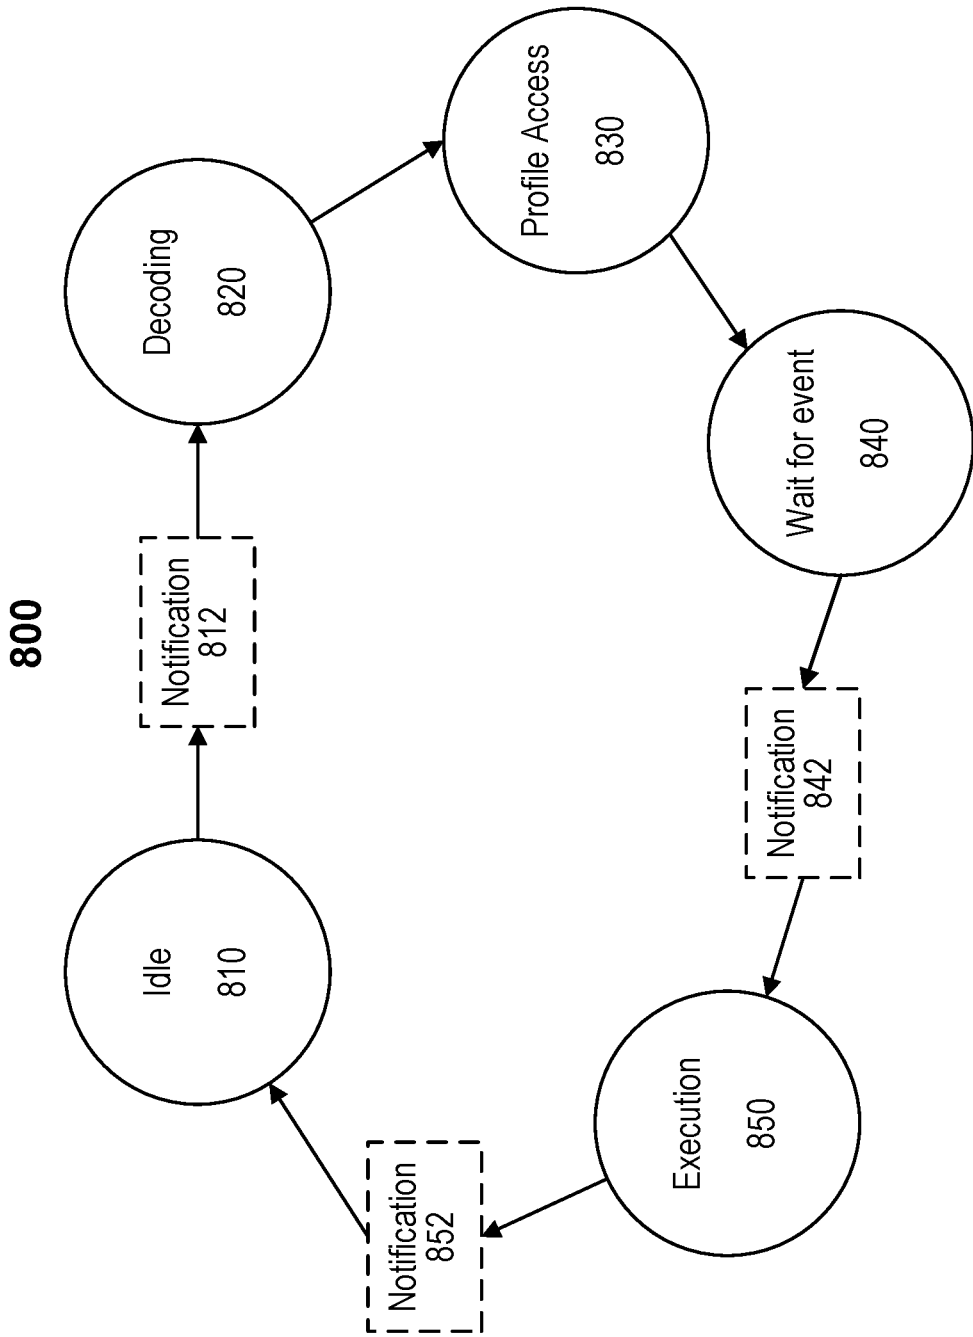 800
Idle
810
Notification
812
Decoding
820
Profile Access
830
Wait for event
840
Notification
842
Execution
850
Notification
852